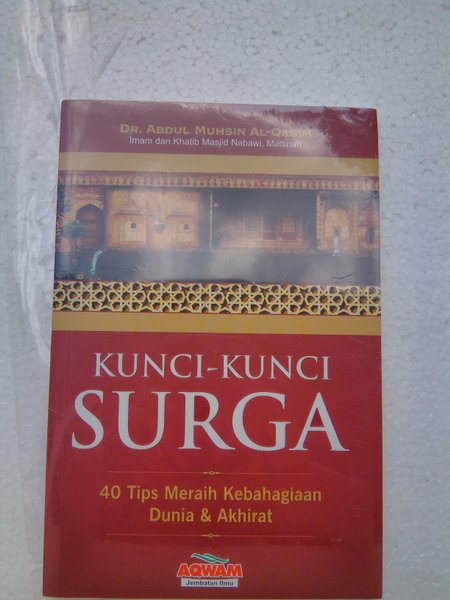 DR. ABDUL MUHSIN AL-QASIM
Imam dan Khatib Masjid Nabawi, Madinah
KUNCI-KUNCI
SURGA
40 Tips Meraih Kebahagiaan
Dunia & Akhirat
AQWAM
Jembatan Ilmu